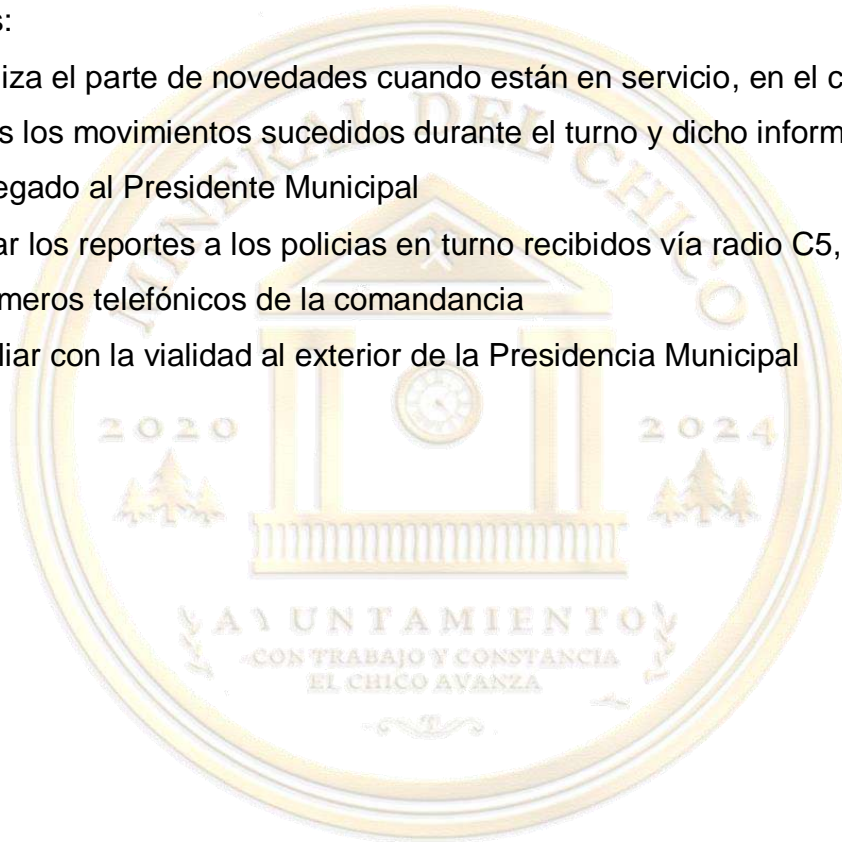 s:
iza el parte de novedades cuando están en servicio, en el c
s los movimientos sucedidos durante el turno y dicho inform
egado al Presidente Municipal
ar los reportes a los policias en turno recibidos vía radio C5,
meros telefónicos de la comandancia
liar con la vialidad al exterior de la Presidencia Municipal
MINERAL DEL CHICO
2020 2024
AYUNTAMIENTO
CON TRABAJO Y CONSTANCIA
EL CHICO AVANZA